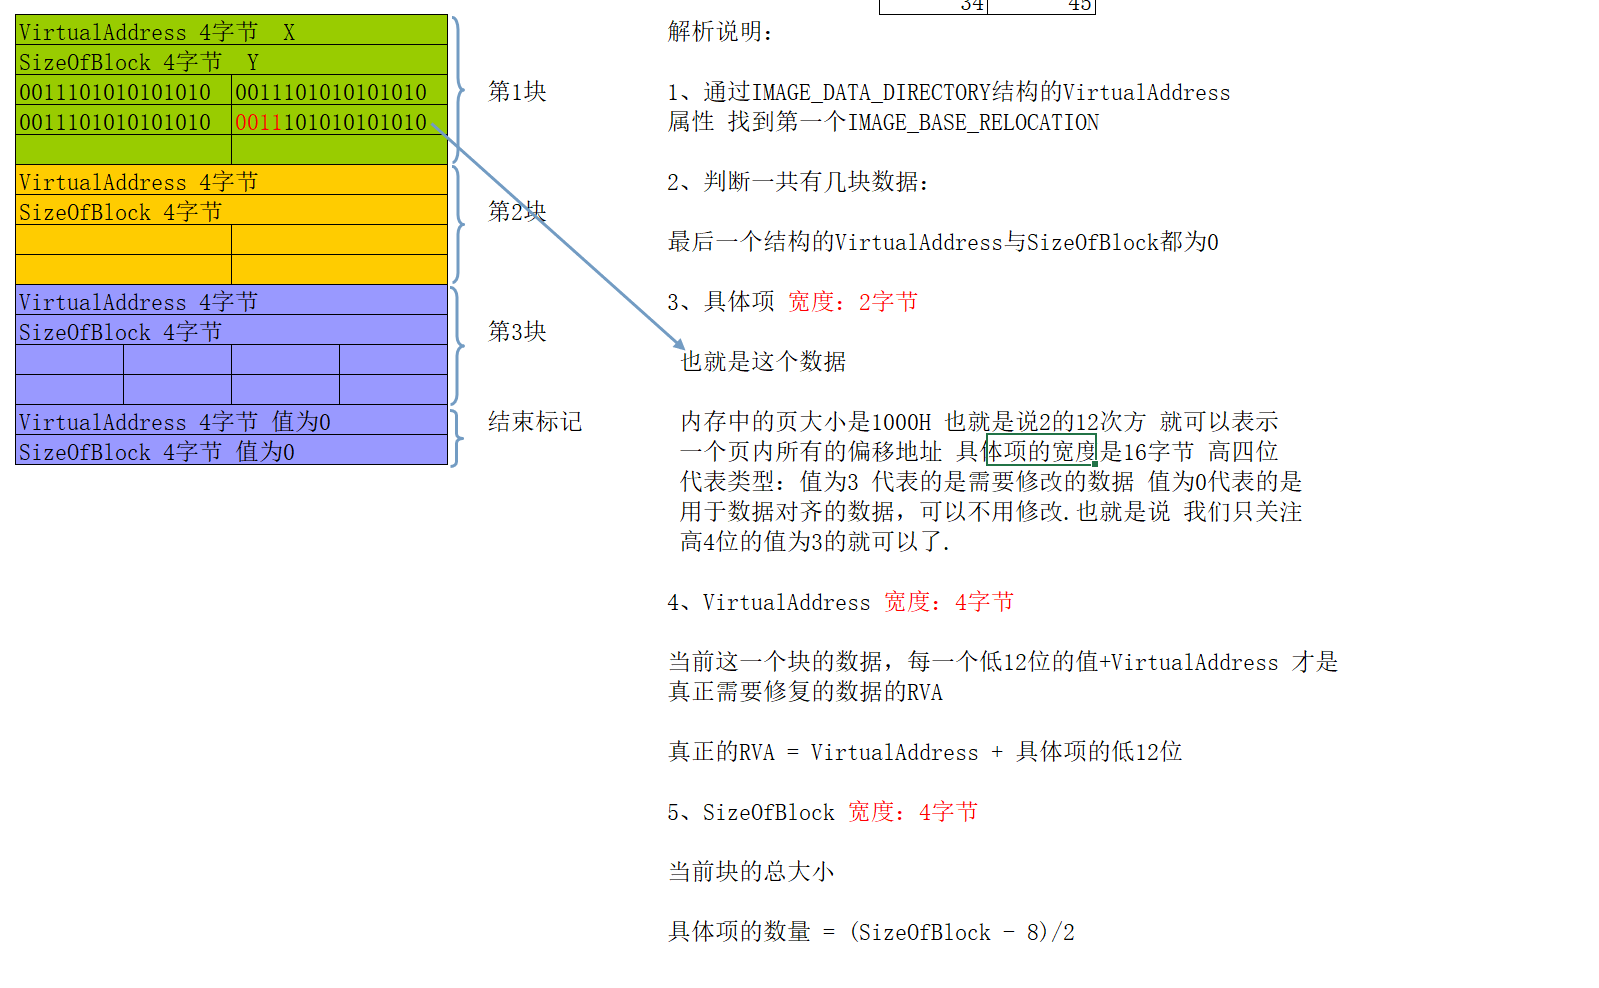 34 45
VirtualAddress 4字节 X
SizeOfBlock 4字节 Y
0011101010101010 0011101010101010
0011101010101010 0011101010101010
第1块
VirtualAddress 4字节
SizeOfBlock 4字节
第2块
VirtualAddress 4字节
SizeOfBlock 4字节
第3块
VirtualAddress 4字节 值为0
SizeOfBlock 4字节 值为0
结束标记
解析说明：
1、通过IMAGE_DATA_DIRECTORY结构的VirtualAddress
属性 找到第一个IMAGE_BASE_RELOCATION
2、判断一共有几块数据：
最后一个结构的VirtualAddress与SizeOfBlock都为0
3、具体项 宽度：2字节
也就是这个数据
内存中的页大小是1000H 也就是说2的12次方 就可以表示
一个页内所有的偏移地址 具体项的宽度是16字节 高四位
代表类型：值为3 代表的是需要修改的数据 值为0代表的是
用于数据对齐的数据，可以不用修改.也就是说 我们只关注
高4位的值为3的就可以了.
4、VirtualAddress 宽度：4字节
当前这一个块的数据，每一个低12位的值+VirtualAddress 才是
真正需要修复的数据的RVA
真正的RVA = VirtualAddress + 具体项的低12位
5、SizeOfBlock 宽度：4字节
当前块的总大小
具体项的数量 = (SizeOfBlock - 8)/2